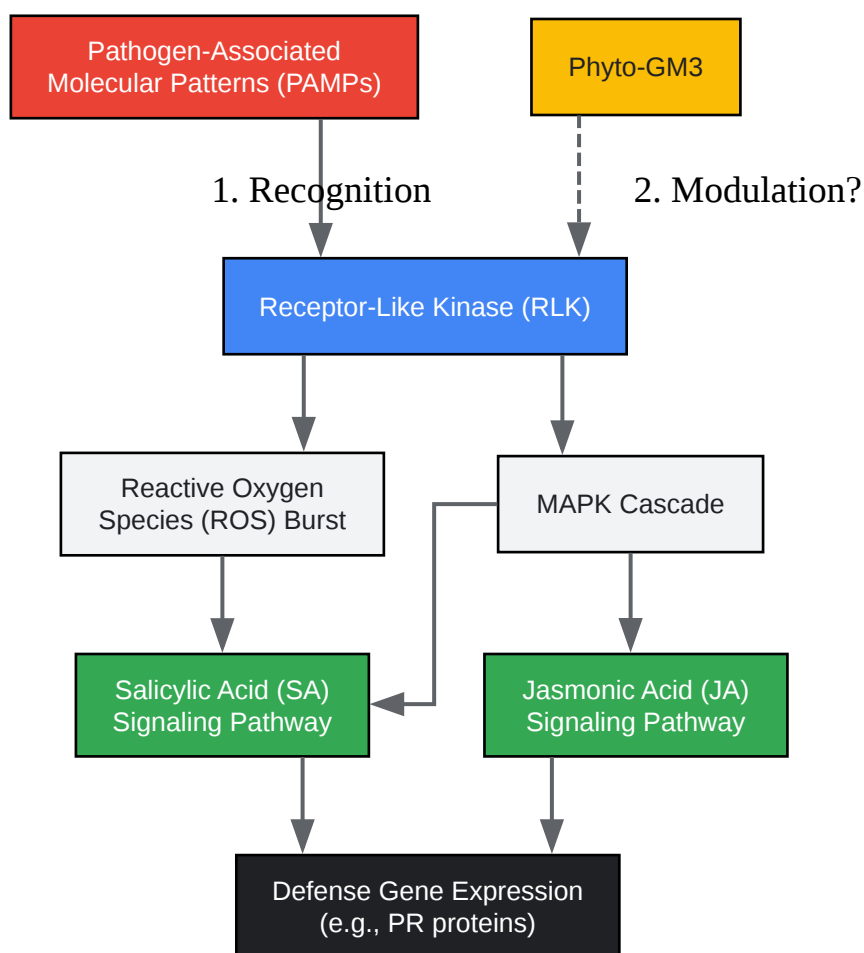 Pathogen-Associated
Molecular Patterns (PAMPs)
Phyto-GM3
1. Recognition
2. Modulation?
Receptor-Like Kinase (RLK)
Reactive Oxygen
Species (ROS) Burst
MAPK Cascade
Salicylic Acid (SA)
Signaling Pathway
Jasmonic Acid (JA)
Signaling Pathway
Defense Gene Expression
(e.g., PR proteins)